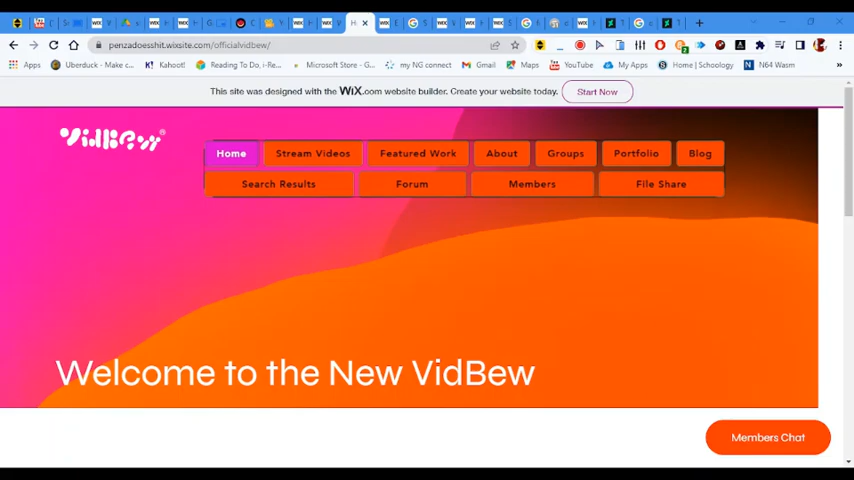 penzadoesshit.wixsite.com/officialvidbew/
Apps
Uberduck - Make c...
Kahoot!
Reading To Do, i-Re...
Microsoft Store - G...
my NG connect
Gmail
Maps
YouTube
My Apps
Home | Schoology
N64 Wasm
This site was designed with the WiX.com website builder. Create your website today.
Start Now
VidBew
Home
Stream Videos
Featured Work
About
Groups
Portfolio
Blog
Search Results
Forum
Members
File Share
Welcome to the New VidBew
Members Chat